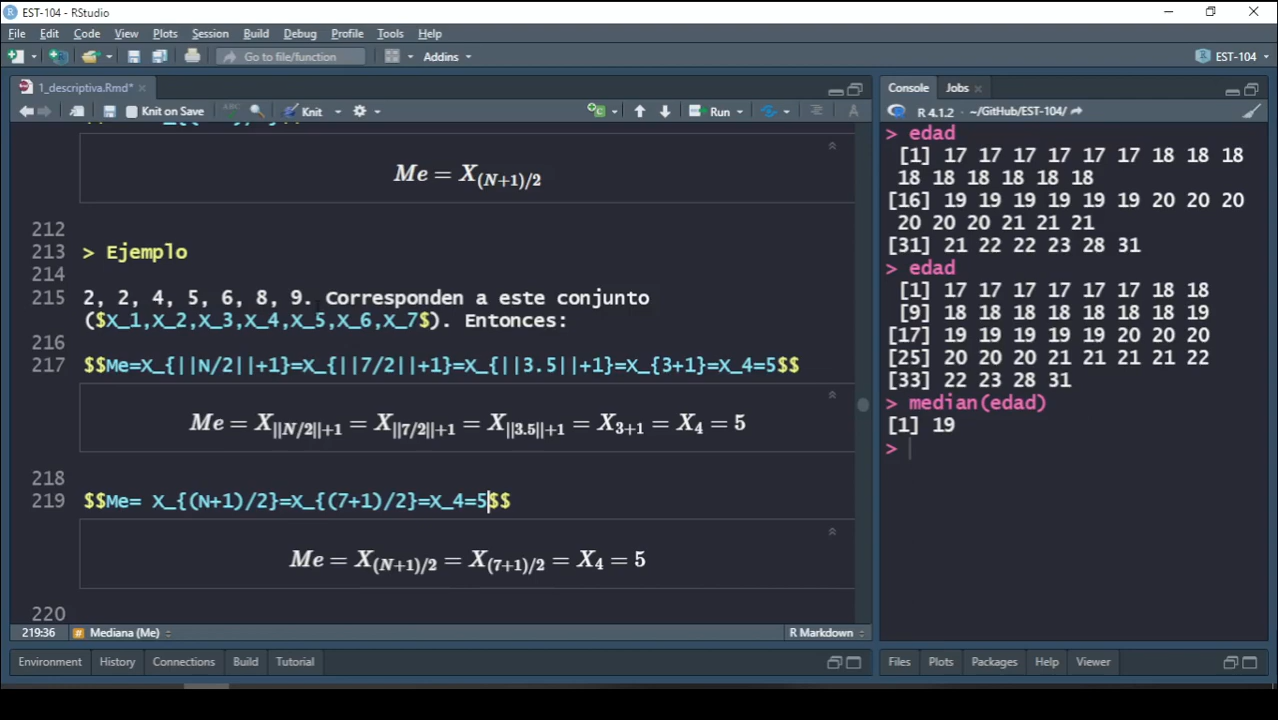 EST-104 - RStudio
File Edit Code View Plots Session Build Debug Profile Tools Help
Go to file/function Addins EST-104
1_descriptiva.Rmd*
Knit on Save ABC Knit Run
Me = X_{(N+1)/2}
212
213 > Ejemplo
214
215 2, 2, 4, 5, 6, 8, 9. Corresponden a este conjunto
($X_1,X_2,X_3,X_4,X_5,X_6,X_7$). Entonces:
216
217 $$Me=X_{||N/2||+1}=X_{||7/2||+1}=X_{||3.5||+1}=X_{3+1}=X_4=5$$
Me = X_{||N/2||+1} = X_{||7/2||+1} = X_{||3.5||+1} = X_{3+1} = X_4 = 5
218
219 $$Me= X_{(N+1)/2}=X_{(7+1)/2}=X_4=5$$
Me = X_{(N+1)/2} = X_{(7+1)/2} = X_4 = 5
220
219:36 # Mediana (Me) R Markdown
Environment History Connections Build Tutorial
Console Jobs
R 4.1.2 · ~/GitHub/EST-104/
> edad
[1] 17 17 17 17 17 17 18 18 18
18 18 18 18 18 18
[16] 19 19 19 19 19 19 20 20 20
20 20 20 21 21 21
[31] 21 22 22 23 28 31
> edad
[1] 17 17 17 17 17 17 18 18
[9] 18 18 18 18 18 18 18 19
[17] 19 19 19 19 19 20 20 20
[25] 20 20 20 21 21 21 21 22
[33] 22 23 28 31
> median(edad)
[1] 19
>
Files Plots Packages Help Viewer